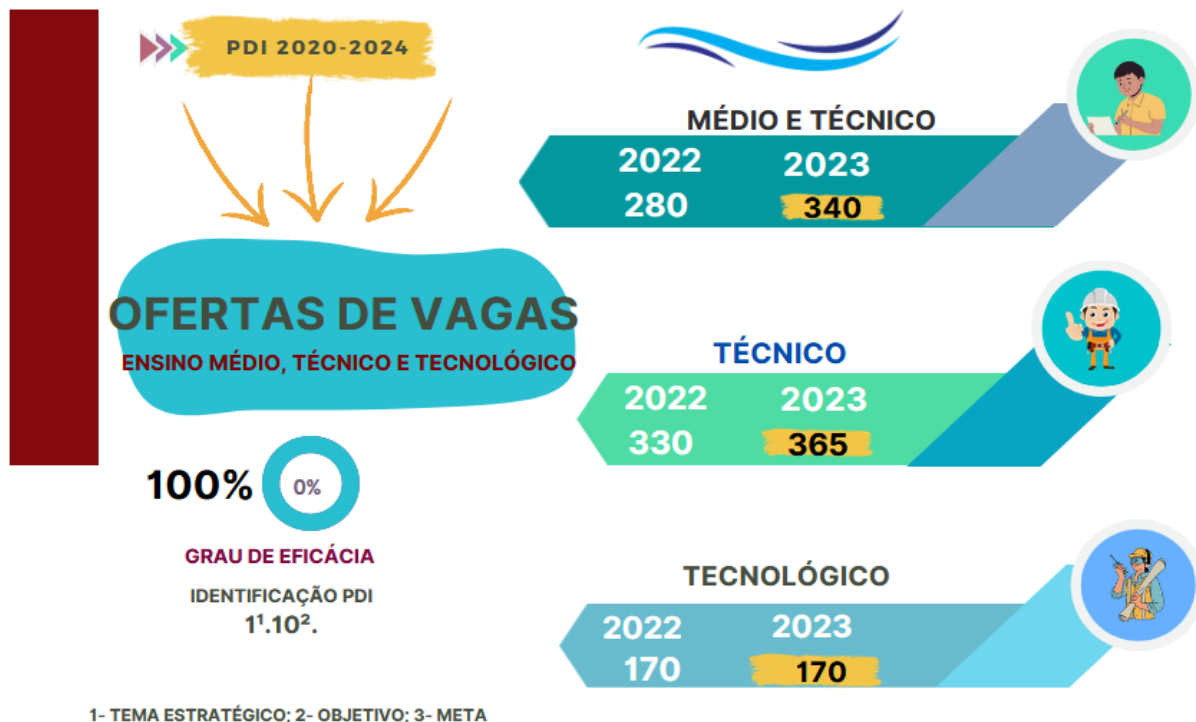 PDI 2020-2024
OFERTAS DE VAGAS
ENSINO MÉDIO, TÉCNICO E TECNOLÓGICO
100%
0%
GRAU DE EFICÁCIA
IDENTIFICAÇÃO PDI
1¹.10².
1- TEMA ESTRATÉGICO; 2- OBJETIVO; 3- META
MÉDIO E TÉCNICO
2022 2023
280 340
TÉCNICO
2022 2023
330 365
TECNOLÓGICO
2022 2023
170 170